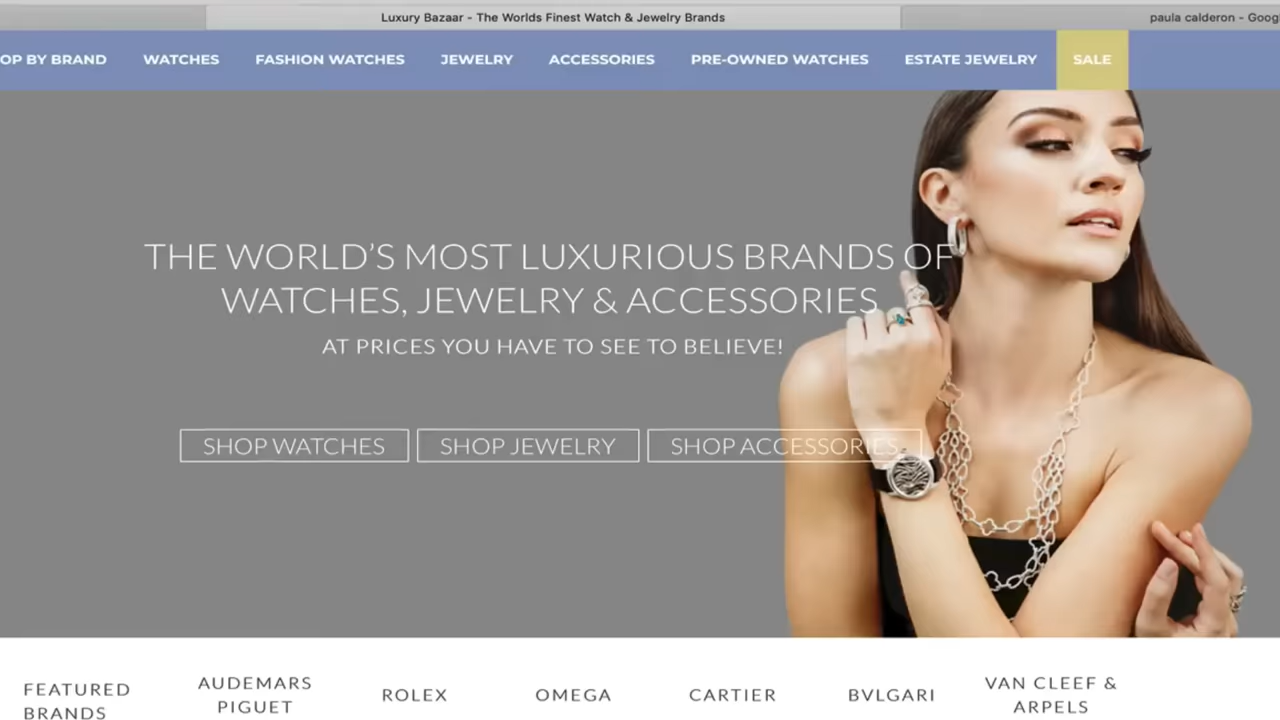 Luxury Bazaar - The Worlds Finest Watch & Jewelry Brands
paula calderon - Goog
OP BY BRAND
WATCHES
FASHION WATCHES
JEWELRY
ACCESSORIES
PRE-OWNED WATCHES
ESTATE JEWELRY
SALE
THE WORLD’S MOST LUXURIOUS BRANDS OF
WATCHES, JEWELRY & ACCESSORIES
AT PRICES YOU HAVE TO SEE TO BELIEVE!
SHOP WATCHES
SHOP JEWELRY
SHOP ACCESSORIES
FEATURED
BRANDS
AUDEMARS
PIGUET
ROLEX
OMEGA
CARTIER
BVLGARI
VAN CLEEF &
ARPELS